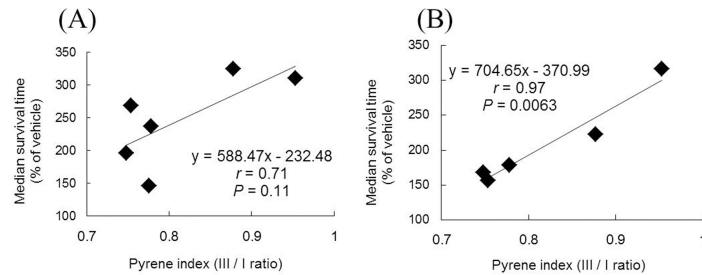 (A)
Median survival time
(% of vehicle)
350
300
250
200
150
100
y = 588.47x - 232.48
r = 0.71
P = 0.11
0.7
0.8
0.9
1
Pyrene index (III / I ratio)
(B)
Median survival time
(% of vehicle)
350
300
250
200
150
100
y = 704.65x - 370.99
r = 0.97
P = 0.0063
0.7
0.8
0.9
1
Pyrene index (III / I ratio)